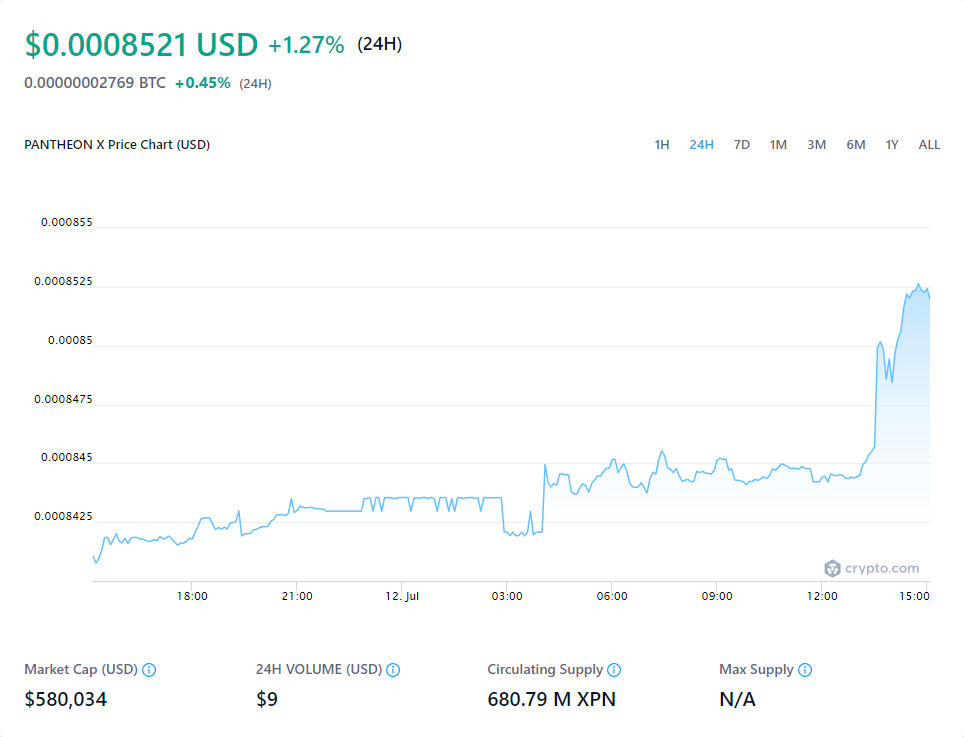 $0.0008521 USD +1.27% (24H)
0.00000002769 BTC +0.45% (24H)
PANTHEON X Price Chart (USD) 1H 24H 7D 1M 3M 6M 1Y ALL
0.000855
0.0008525
0.00085
0.0008475
0.000845
0.0008425
crypto.com
18:00 21:00 12. Jul 03:00 06:00 09:00 12:00 15:00
Market Cap (USD) 24H VOLUME (USD) Circulating Supply Max Supply
$580,034 $9 680.79 M XPN N/A